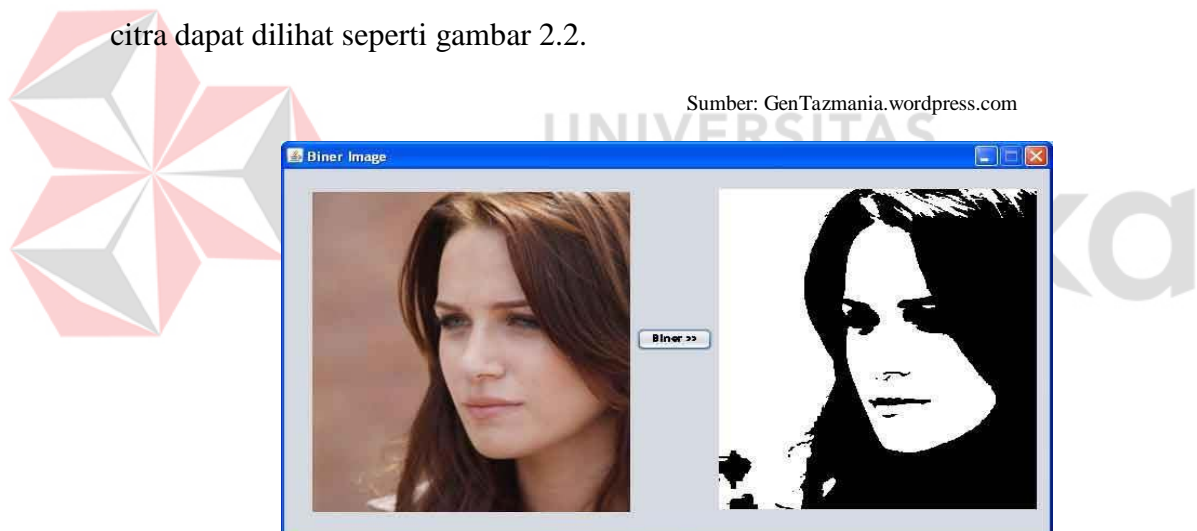 citra dapat dilihat seperti gambar 2.2.
Sumber: GenTazmania.wordpress.com
UNIVERSITAS
Biner Image
Biner >>